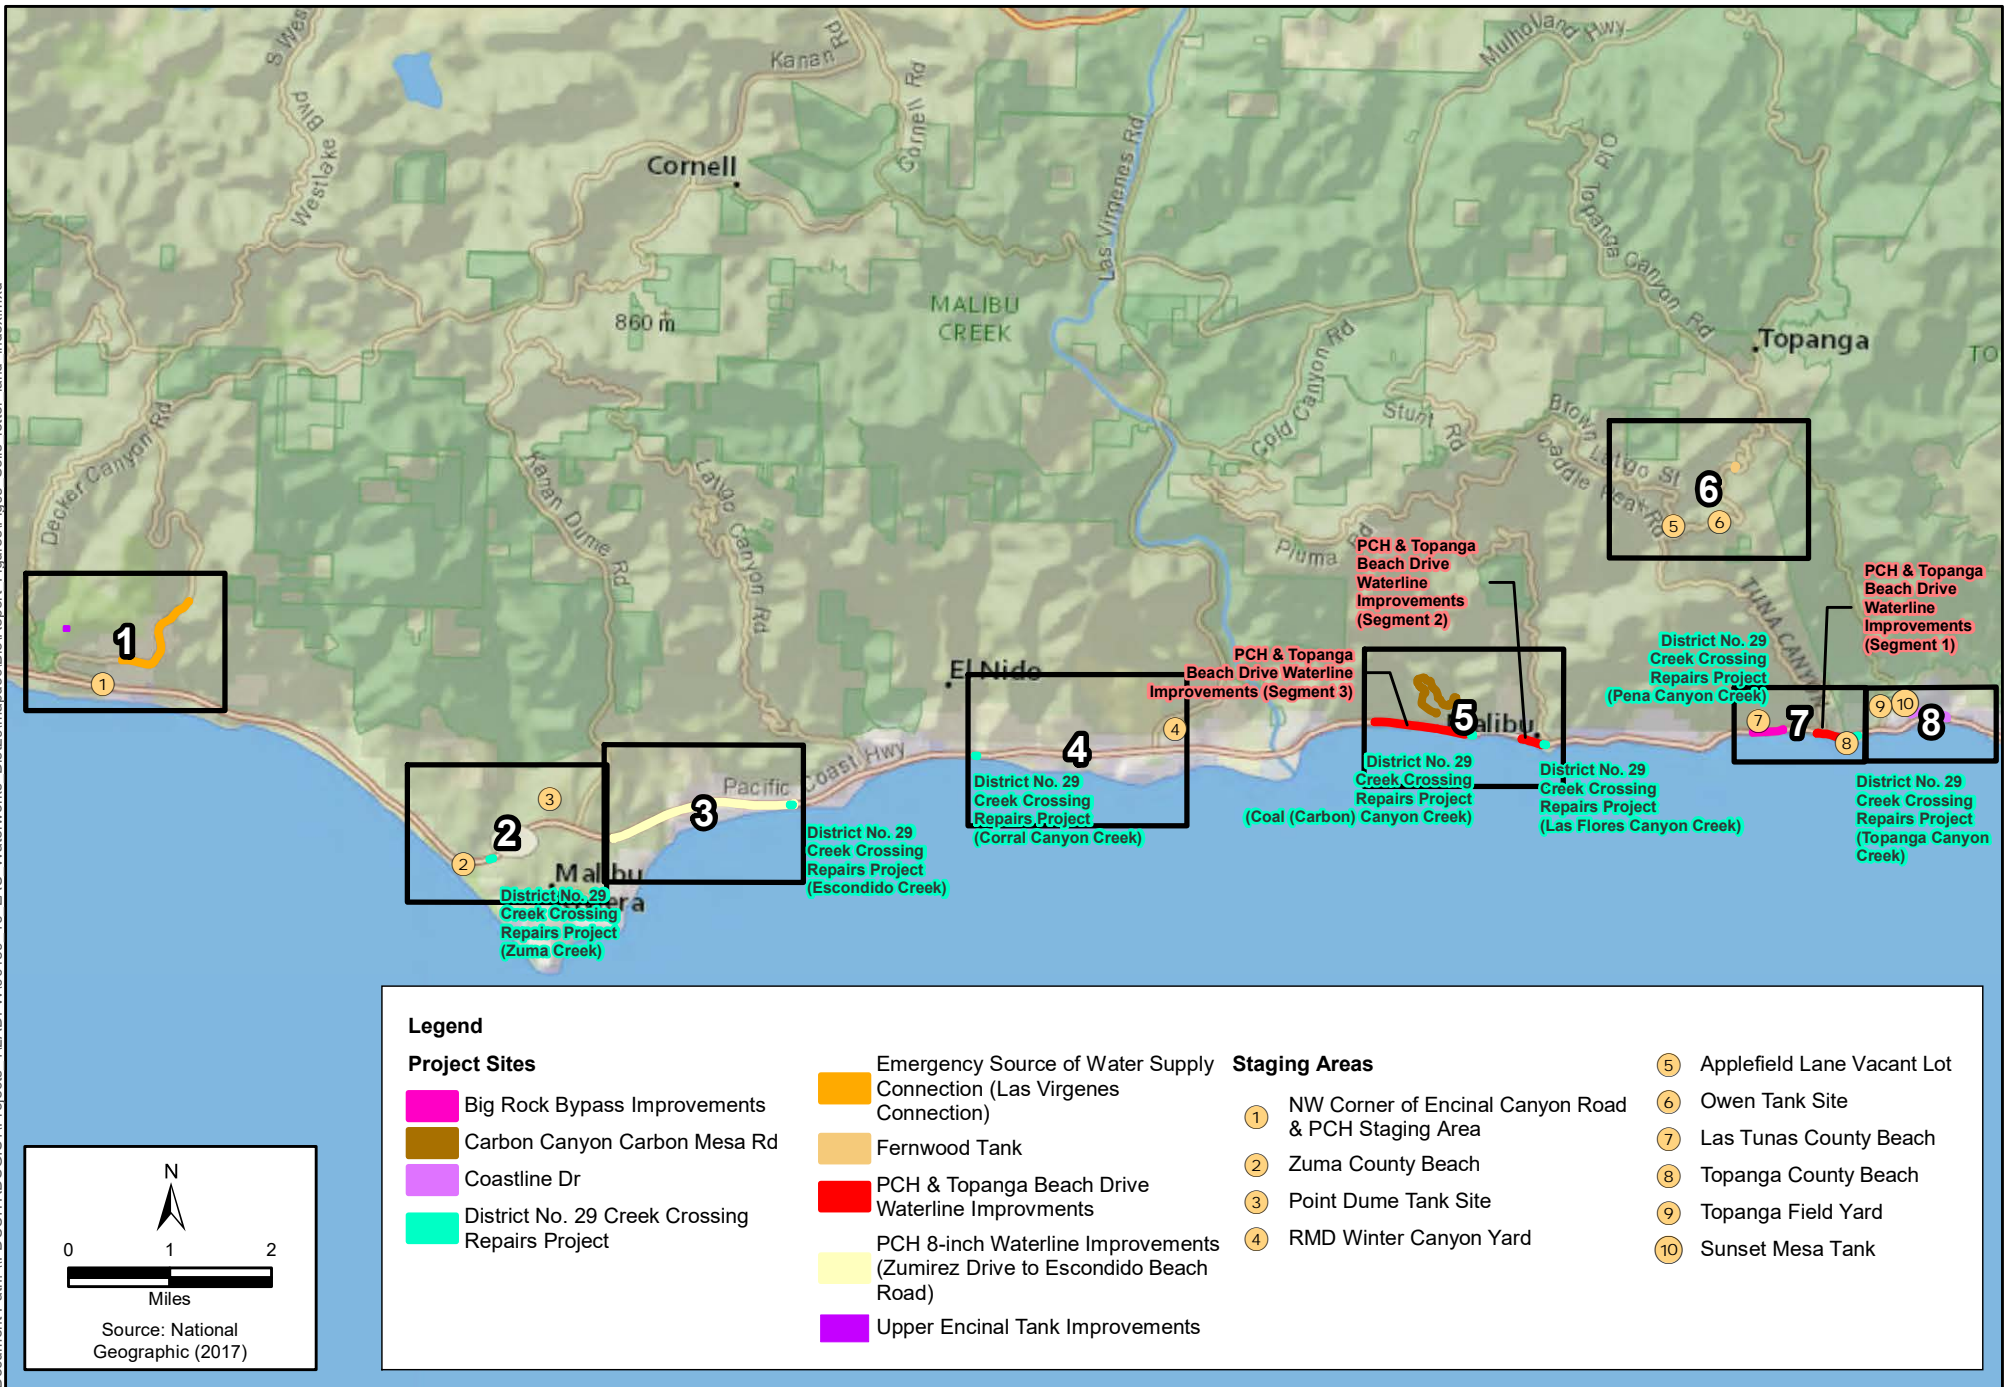 S Wes
Blvd
Westlake
Kanan
Rd
Cornell Rd
Cornell
Las Virgenes Rd
Mulholland Hwy
Old
Topanga
Canyon
Rd
860 m
MALIBU
CREEK
Topanga
TO
Decker Canyon Rd
Kanan Dume
Rd
Latigo
Canyon
Rd
Cold Canyon Rd
Stunt
Rd
Brown
Latigo St
Saddle Peak Rd
Piuma
Rd
TUNA CANYON
1
1
6
5
6
PCH & Topanga
Beach Drive
Waterline
Improvements
(Segment 2)
PCH & Topanga
Beach Drive
Waterline
Improvements
(Segment 1)
District No. 29
Creek Crossing
Repairs Project
(Pena Canyon Creek)
PCH & Topanga
Beach Drive Waterline
Improvements (Segment 3)
El Nido
4
4
5
Malibu
7
7
8
9
10
8
Pacific
Coast Hwy
3
2
3
2
Malibu
District No. 29
Creek Crossing
Repairs Project
(Zuma Creek)
District No. 29
Creek Crossing
Repairs Project
(Escondido Creek)
District No. 29
Creek Crossing
Repairs Project
(Corral Canyon Creek)
District No. 29
Creek Crossing
Repairs Project
(Coal (Carbon) Canyon Creek)
District No. 29
Creek Crossing
Repairs Project
(Las Flores Canyon Creek)
District No. 29
Creek Crossing
Repairs Project
(Topanga Canyon
Creek)
Legend
Project Sites
Big Rock Bypass Improvements
Carbon Canyon Carbon Mesa Rd
Coastline Dr
District No. 29 Creek Crossing
Repairs Project
Emergency Source of Water Supply
Connection (Las Virgenes
Connection)
Fernwood Tank
PCH & Topanga Beach Drive
Waterline Improvments
PCH 8-inch Waterline Improvements
(Zumirez Drive to Escondido Beach
Road)
Upper Encinal Tank Improvements
Staging Areas
1 NW Corner of Encinal Canyon Road
& PCH Staging Area
2 Zuma County Beach
3 Point Dume Tank Site
4 RMD Winter Canyon Yard
5 Applefield Lane Vacant Lot
6 Owen Tank Site
7 Las Tunas County Beach
8 Topanga County Beach
9 Topanga Field Yard
10 Sunset Mesa Tank
N
0 1 2
Miles
Source: National
Geographic (2017)